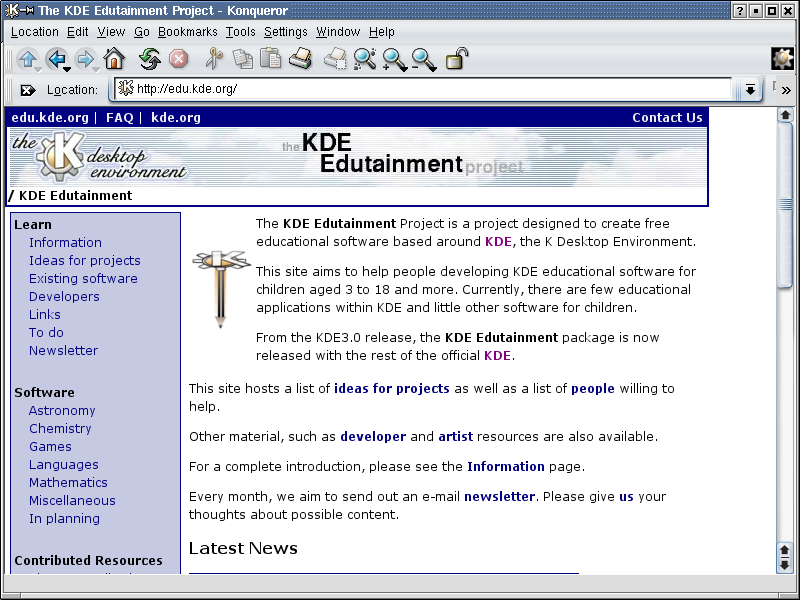 The KDE Edutainment Project - Konqueror
Location Edit View Go Bookmarks Tools Settings Window Help
Location: http://edu.kde.org/
edu.kde.org | FAQ | kde.org Contact Us
the K desktop environment
the KDE Edutainment project
/ KDE Edutainment
Learn
Information
Ideas for projects
Existing software
Developers
Links
To do
Newsletter
Software
Astronomy
Chemistry
Games
Languages
Mathematics
Miscellaneous
In planning
Contributed Resources
The KDE Edutainment Project is a project designed to create free
educational software based around KDE, the K Desktop Environment.
This site aims to help people developing KDE educational software for
children aged 3 to 18 and more. Currently, there are few educational
applications within KDE and little other software for children.
From the KDE3.0 release, the KDE Edutainment package is now
released with the rest of the official KDE.
This site hosts a list of ideas for projects as well as a list of people willing to
help.
Other material, such as developer and artist resources are also available.
For a complete introduction, please see the Information page.
Every month, we aim to send out an e-mail newsletter. Please give us your
thoughts about possible content.
Latest News